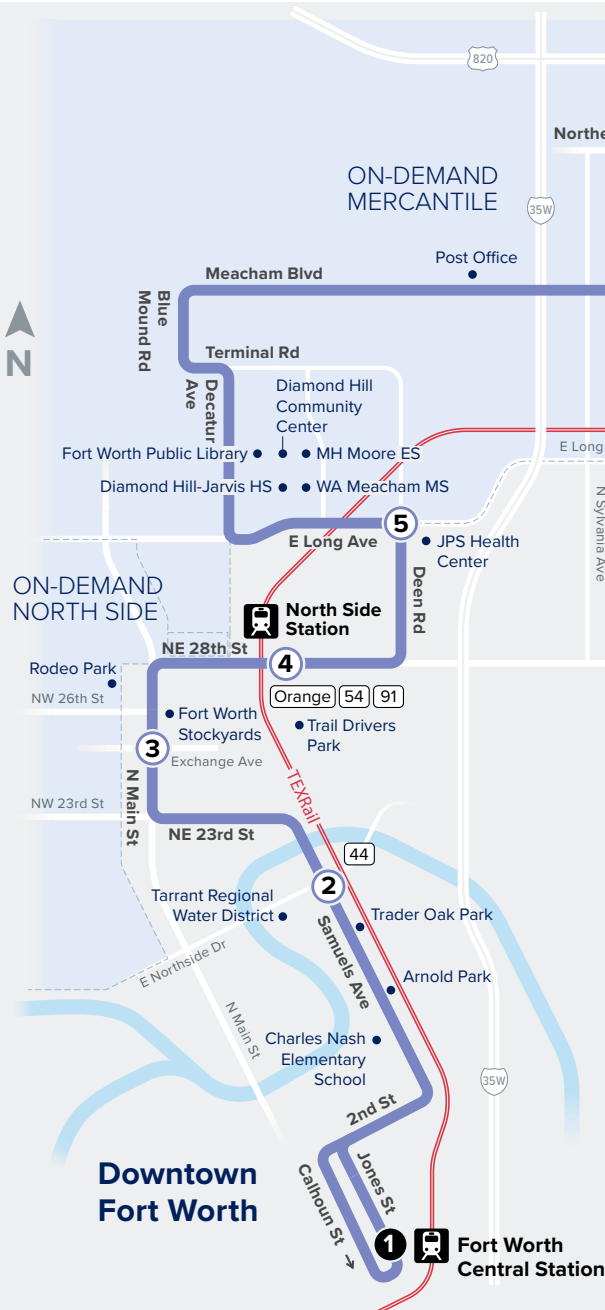 820
Northe
ON-DEMAND
MERCANTILE
35W
Post Office
Meacham Blvd
Blue
Mound Rd
N
Terminal Rd
Decatur
Ave
Diamond Hill
Community
Center
Fort Worth Public Library
MH Moore ES
E Long
Diamond Hill-Jarvis HS
WA Meacham MS
N Sylvania Ave
5
E Long Ave
JPS Health
Center
ON-DEMAND
NORTH SIDE
Deen Rd
North Side
Station
NE 28th St
4
Rodeo Park
Orange
54
91
NW 26th St
Fort Worth
Stockyards
Trail Drivers
Park
3
Exchange Ave
TEXRail
N Main St
NW 23rd St
NE 23rd St
44
2
Tarrant Regional
Water District
Trader Oak Park
Samuels Ave
E Northside Dr
Arnold Park
N Main St
Charles Nash
Elementary
School
35W
2nd St
Downtown
Fort Worth
Jones St
Calhoun St
1
Fort Worth
Central Station